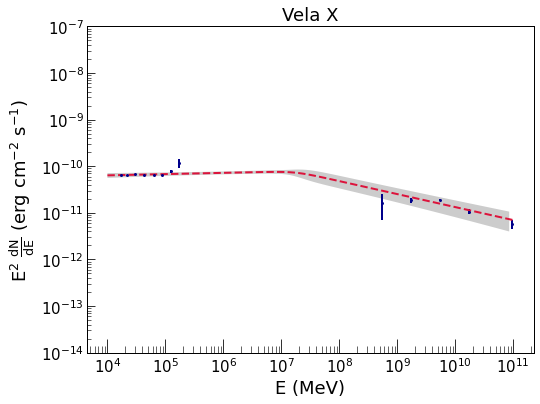 Vela X
E² dN/dE (erg cm⁻² s⁻¹)
10⁻⁷
10⁻⁸
10⁻⁹
10⁻¹⁰
10⁻¹¹
10⁻¹²
10⁻¹³
10⁻¹⁴
10⁴ 10⁵ 10⁶ 10⁷ 10⁸ 10⁹ 10¹⁰ 10¹¹
E (MeV)